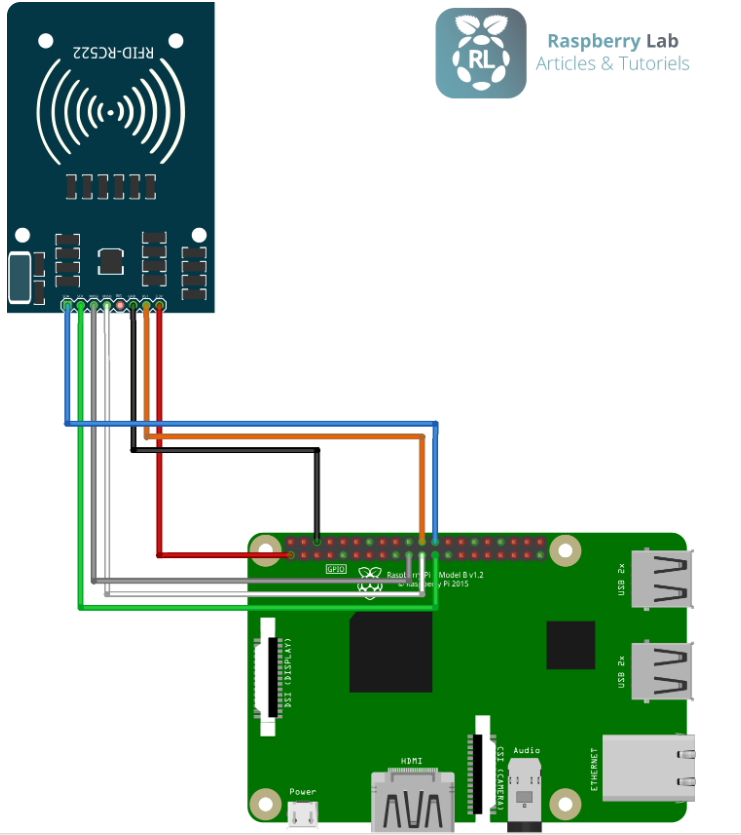 RFID-RC522
RL
Raspberry Lab
Articles & Tutoriels
GPIO
Raspberry Pi Model B v1.2
© Raspberry Pi 2015
USB 2x
USB 2x
DSI (DISPLAY)
CSI (CAMERA)
Audio
ETHERNET
HDMI
Power